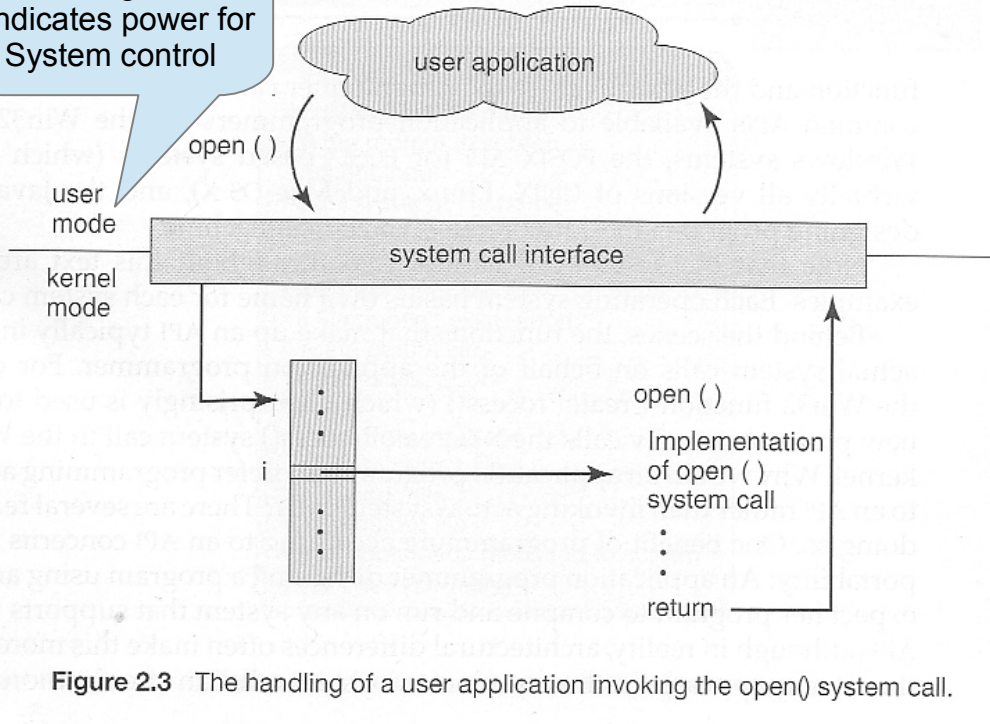 ndicates power for
System control
user application
open ( )
user
mode
system call interface
kernel
mode
open ( )
i
Implementation
of open ( )
system call
return
Figure 2.3 The handling of a user application invoking the open() system call.